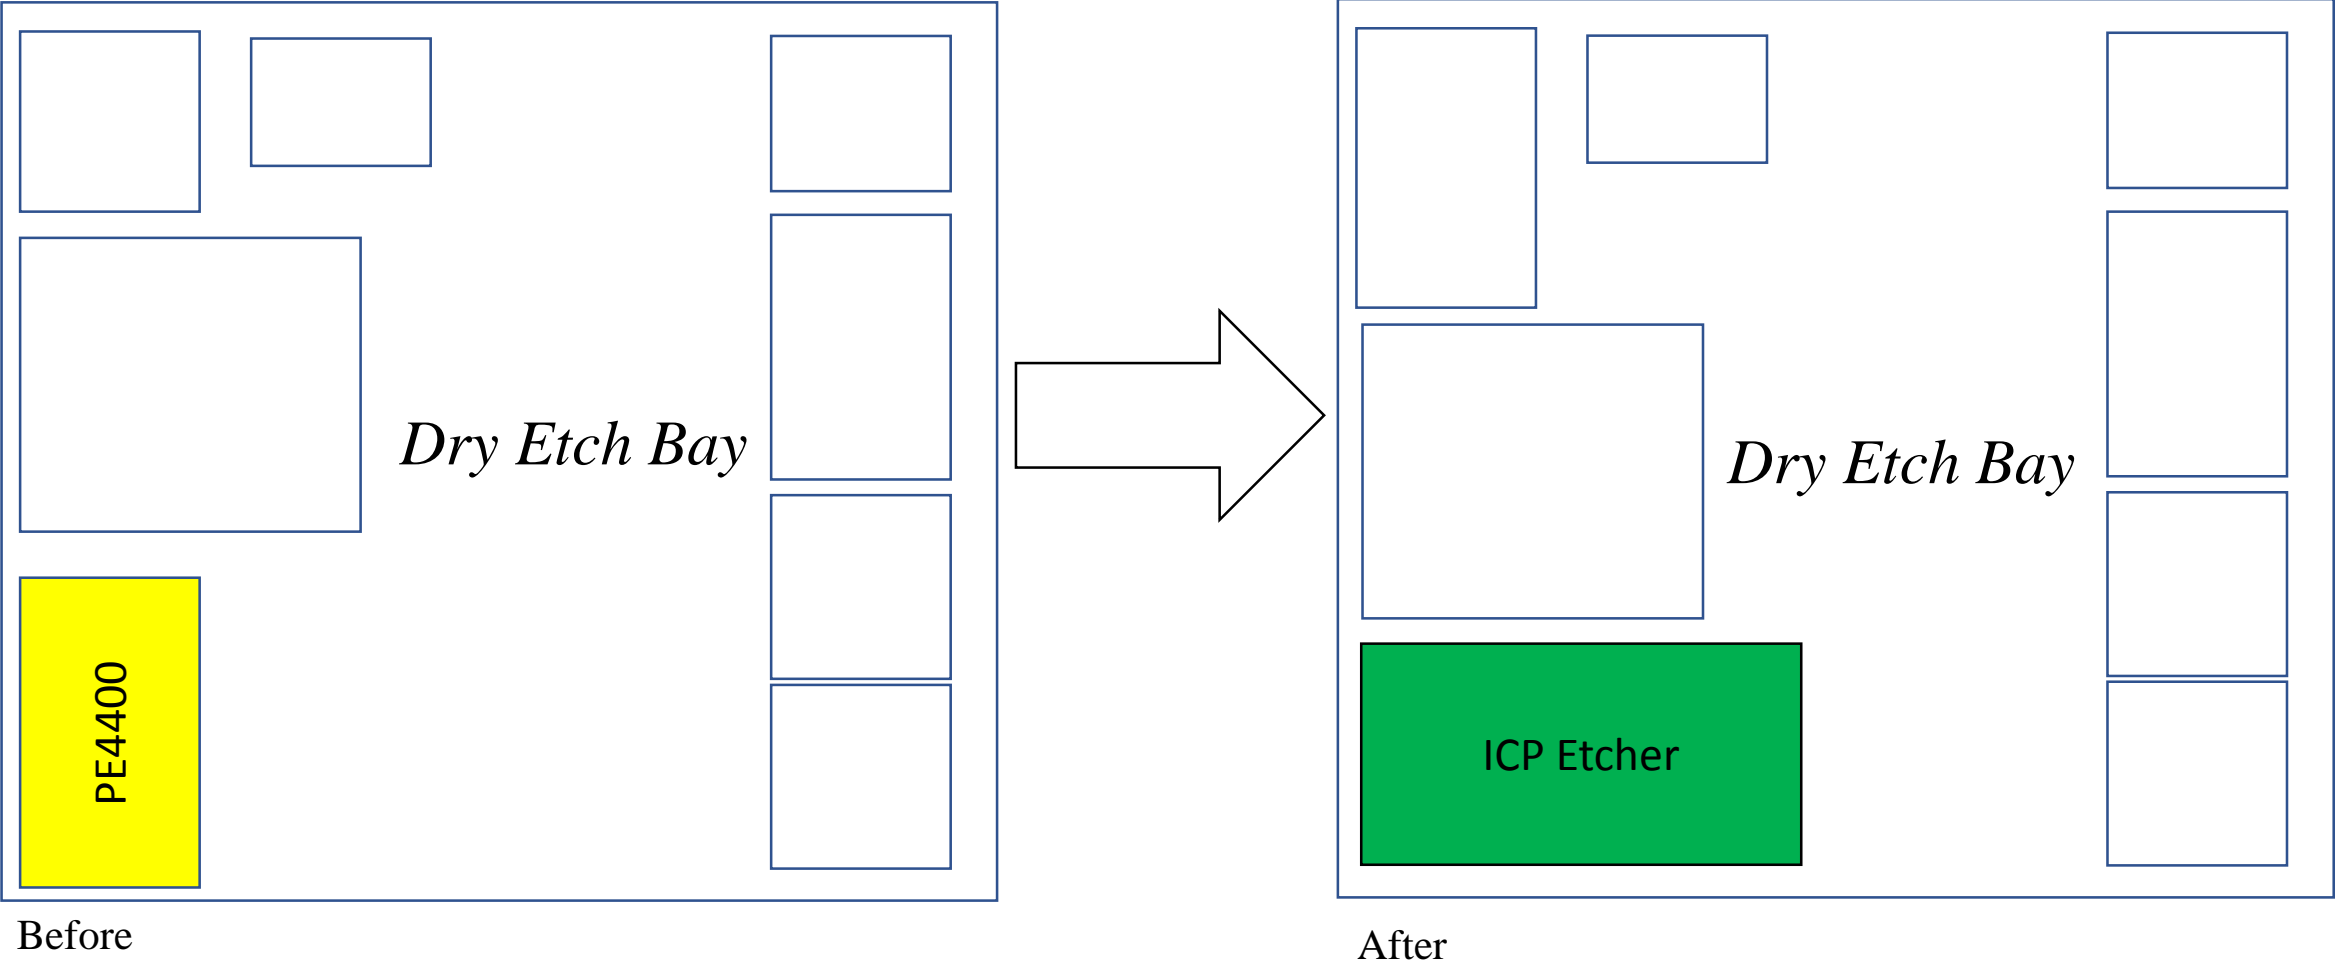 Dry Etch Bay
PE4400
Before
Dry Etch Bay
ICP Etcher
After